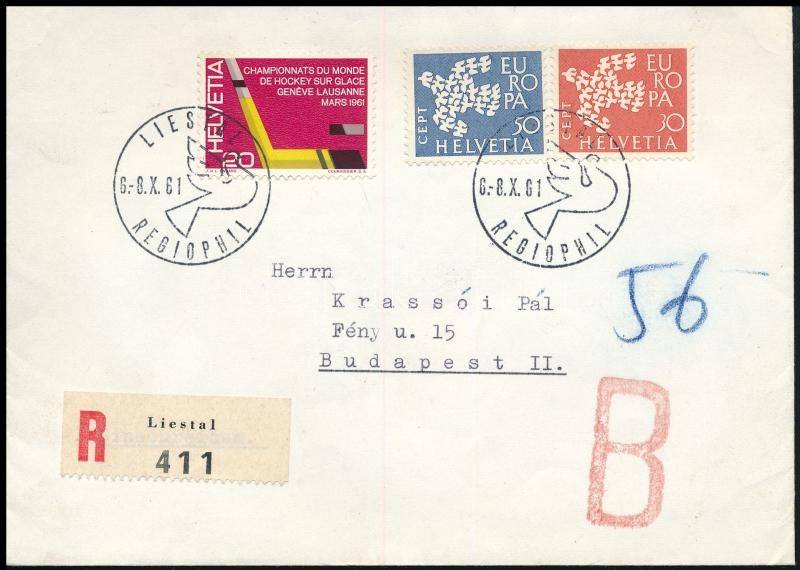 HELVETIA
CHAMPIONNATS DU MONDE
DE HOCKEY SUR GLACE
GENÈVE LAUSANNE
MARS 1961
20
COURVOISIER S.A.
CEPT
EUROPA
50
HELVETIA
CEPT
EUROPA
30
HELVETIA
LIESTAL
6.-8.X.61
REGIOPHIL
6.-8.X.61
REGIOPHIL
Herrn
Krassói Pál
Fény u. 15
Budapest II.
56
R
Liestal
411
B